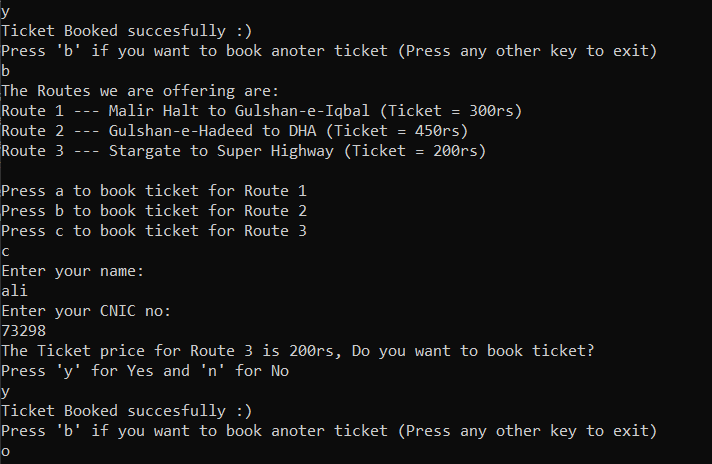 y
Ticket Booked succesfully :)
Press 'b' if you want to book anoter ticket (Press any other key to exit)
b
The Routes we are offering are:
Route 1 --- Malir Halt to Gulshan-e-Iqbal (Ticket = 300rs)
Route 2 --- Gulshan-e-Hadeed to DHA (Ticket = 450rs)
Route 3 --- Stargate to Super Highway (Ticket = 200rs)

Press a to book ticket for Route 1
Press b to book ticket for Route 2
Press c to book ticket for Route 3
c
Enter your name:
ali
Enter your CNIC no:
73298
The Ticket price for Route 3 is 200rs, Do you want to book ticket?
Press 'y' for Yes and 'n' for No
y
Ticket Booked succesfully :)
Press 'b' if you want to book anoter ticket (Press any other key to exit)
o